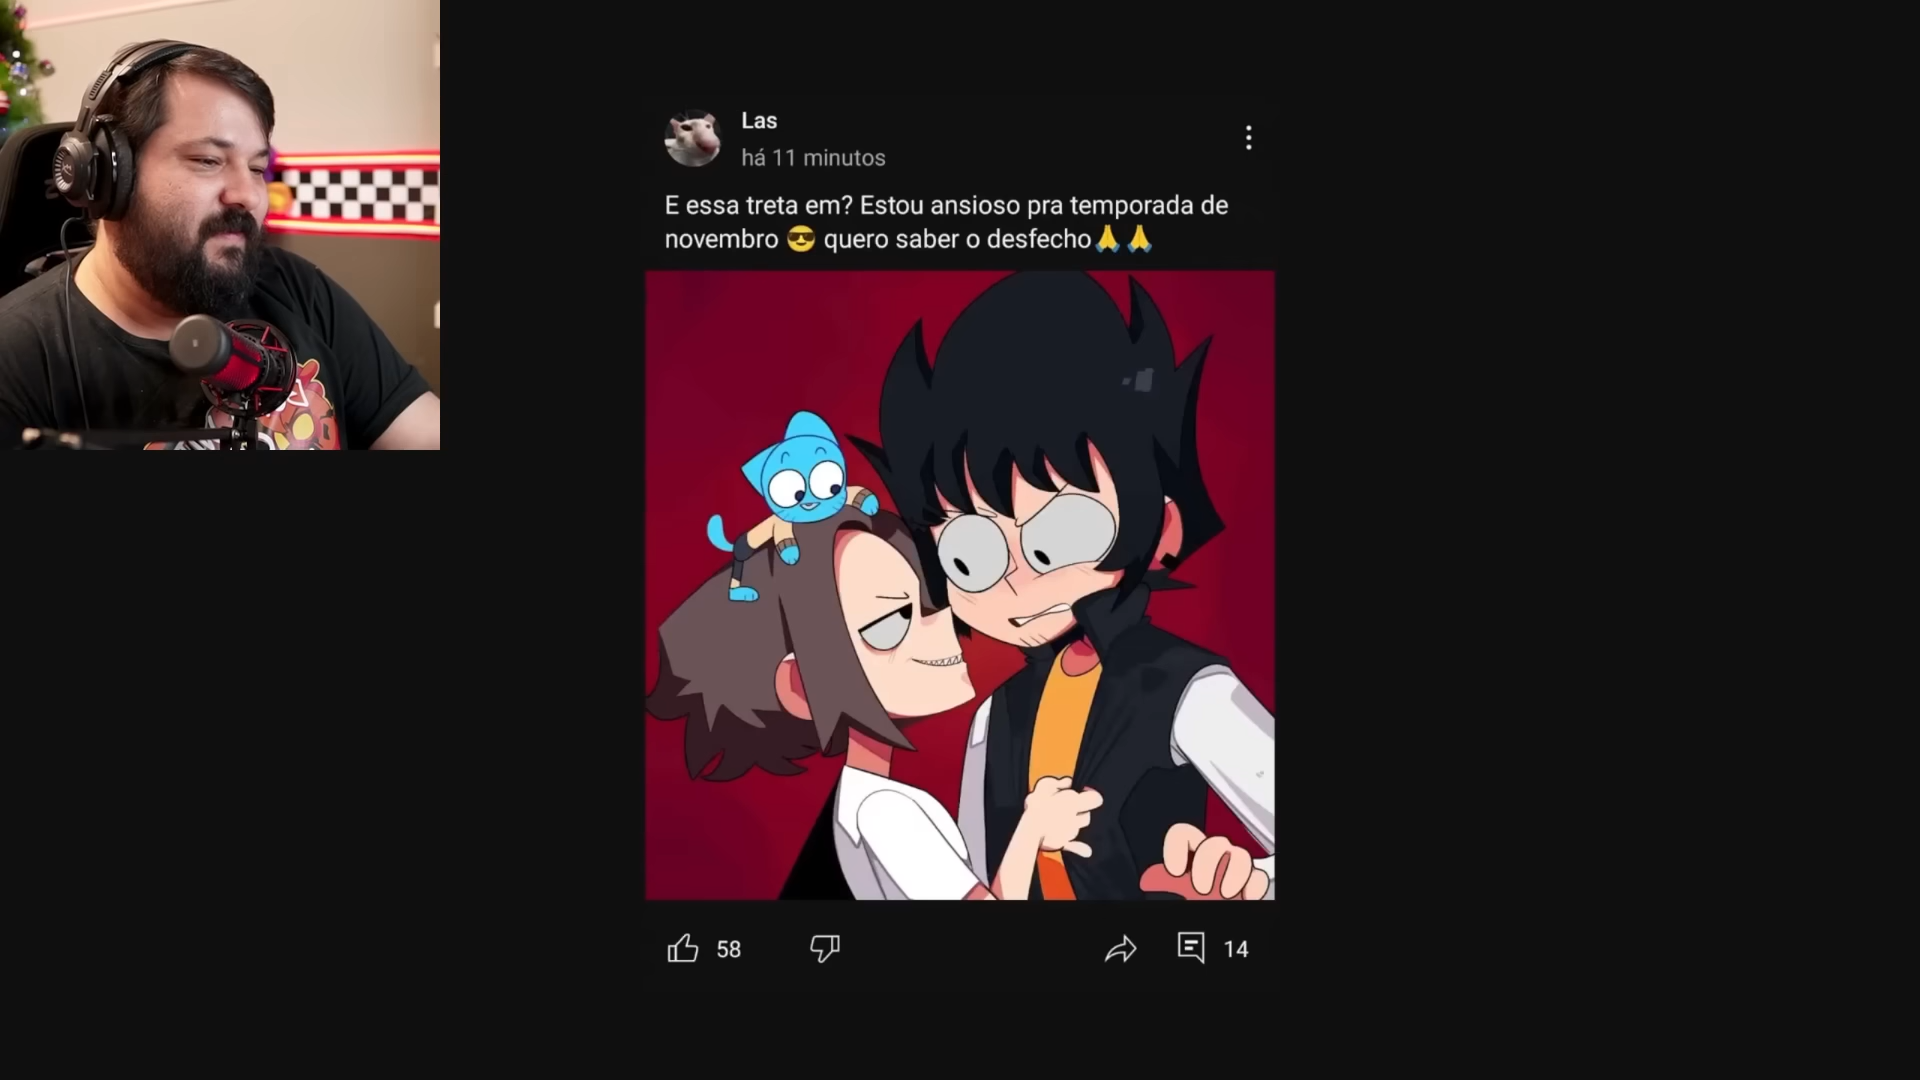 Las
há 11 minutos
E essa treta em? Estou ansioso pra temporada de
novembro 😎 quero saber o desfecho🙏🙏
58
14